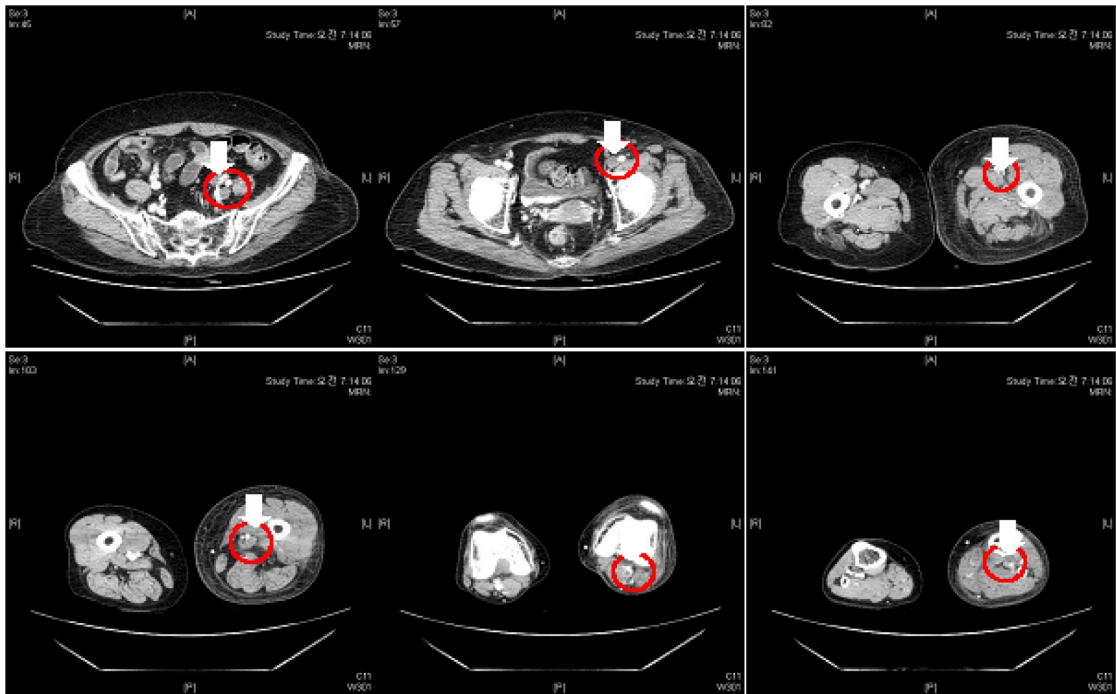 Se:3
Im:45
[A]
Study Time:오전 7:14:06
MRN:
[R]
[L]
C11
W301
[P]
Se:3
Im:57
[A]
Study Time:오전 7:14:06
MRN:
[R]
[L]
C11
W301
[P]
Se:3
Im:82
[A]
Study Time:오전 7:14:06
MRN:
[R]
[L]
C11
W301
[P]
Se:3
Im:103
[A]
Study Time:오전 7:14:06
MRN:
[R]
[L]
C11
W301
[P]
Se:3
Im:129
[A]
Study Time:오전 7:14:06
MRN:
[R]
[L]
C11
W301
[P]
Se:3
Im:141
[A]
Study Time:오전 7:14:06
MRN:
[R]
[L]
C11
W301
[P]